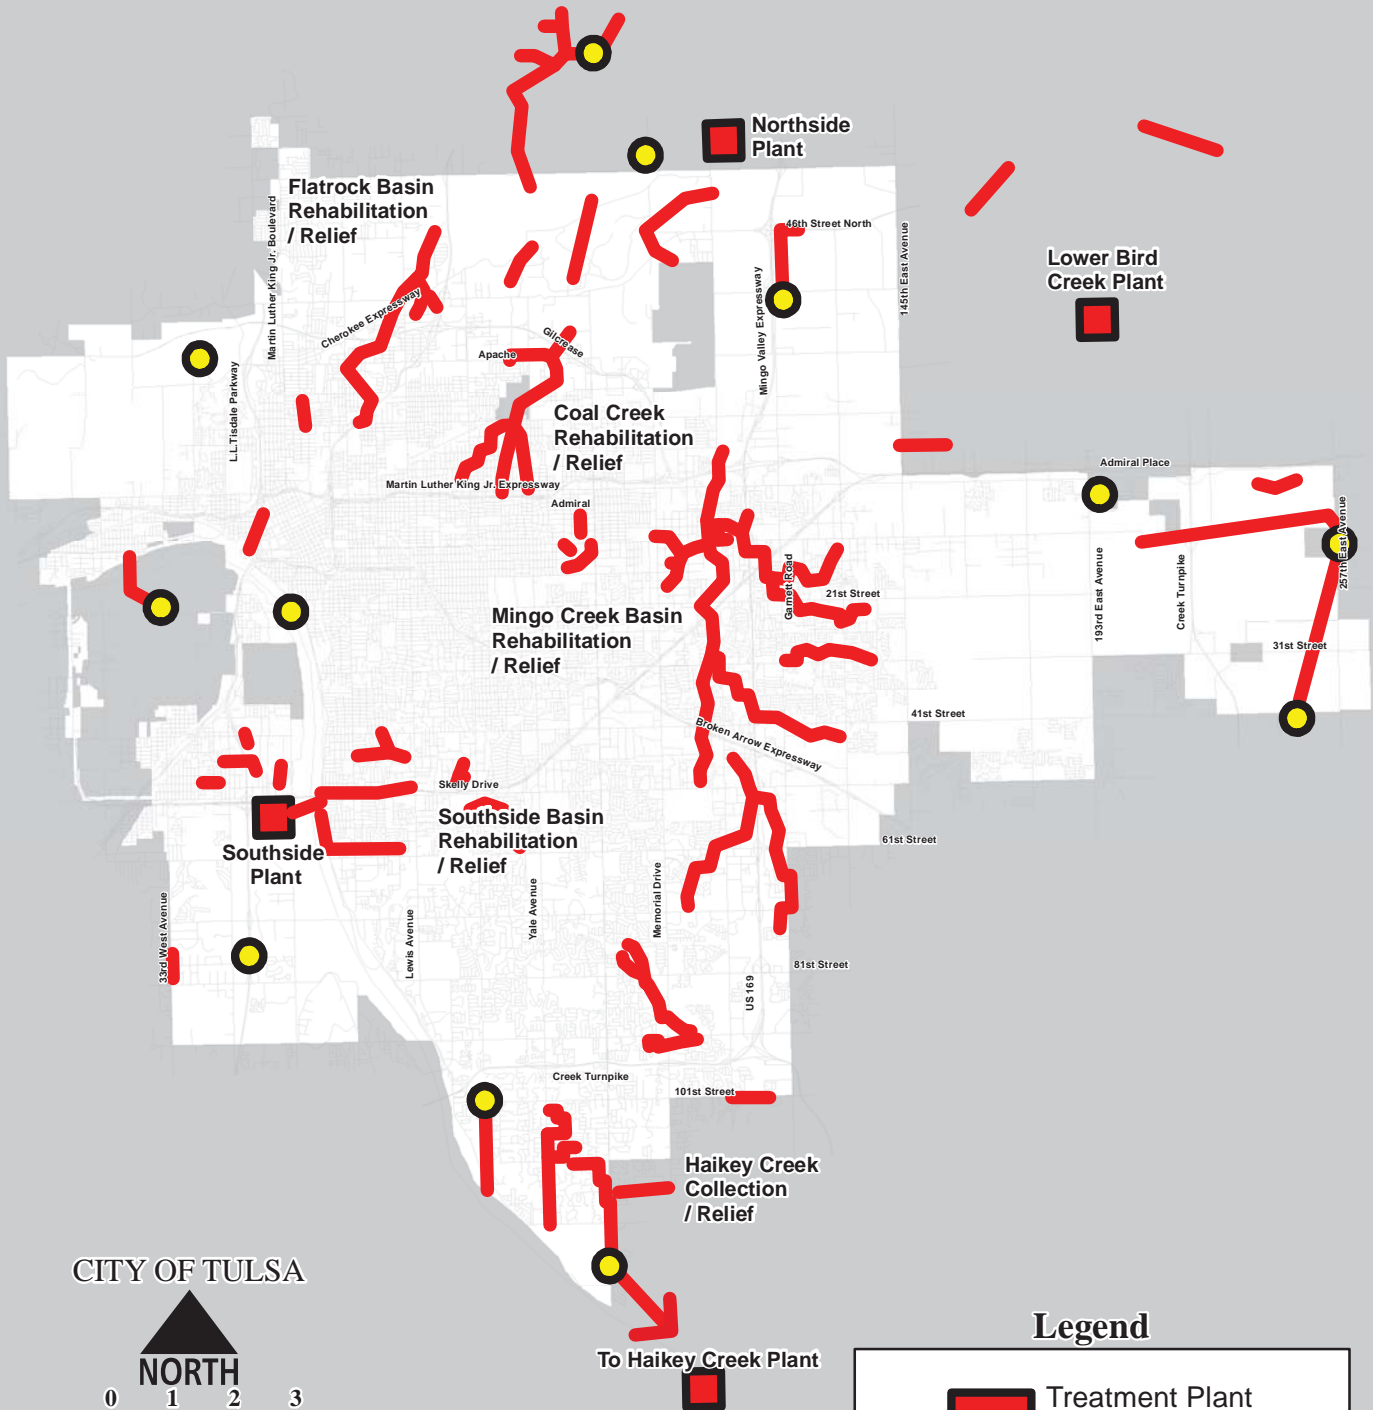 Northside
Plant
Flatrock Basin
Rehabilitation
/ Relief
Martin Luther King Jr. Boulevard
46th Street North
145th East Avenue
Lower Bird
Creek Plant
Mingo Valley Expressway
Cherokee Expressway
Gilcrease
Apache
L.L.Tisdale Parkway
Coal Creek
Rehabilitation
/ Relief
Martin Luther King Jr. Expressway
Admiral
Admiral Place
257th East Avenue
Garnett Road
21st Street
193rd East Avenue
Creek Turnpike
Mingo Creek Basin
Rehabilitation
/ Relief
31st Street
41st Street
Broken Arrow Expressway
Skelly Drive
Southside Basin
Rehabilitation
/ Relief
61st Street
Southside
Plant
33rd West Avenue
Lewis Avenue
Yale Avenue
Memorial Drive
81st Street
US 169
Creek Turnpike
101st Street
Haikey Creek
Collection
/ Relief
CITY OF TULSA
NORTH
0 1 2 3
To Haikey Creek Plant
Legend
Treatment Plant